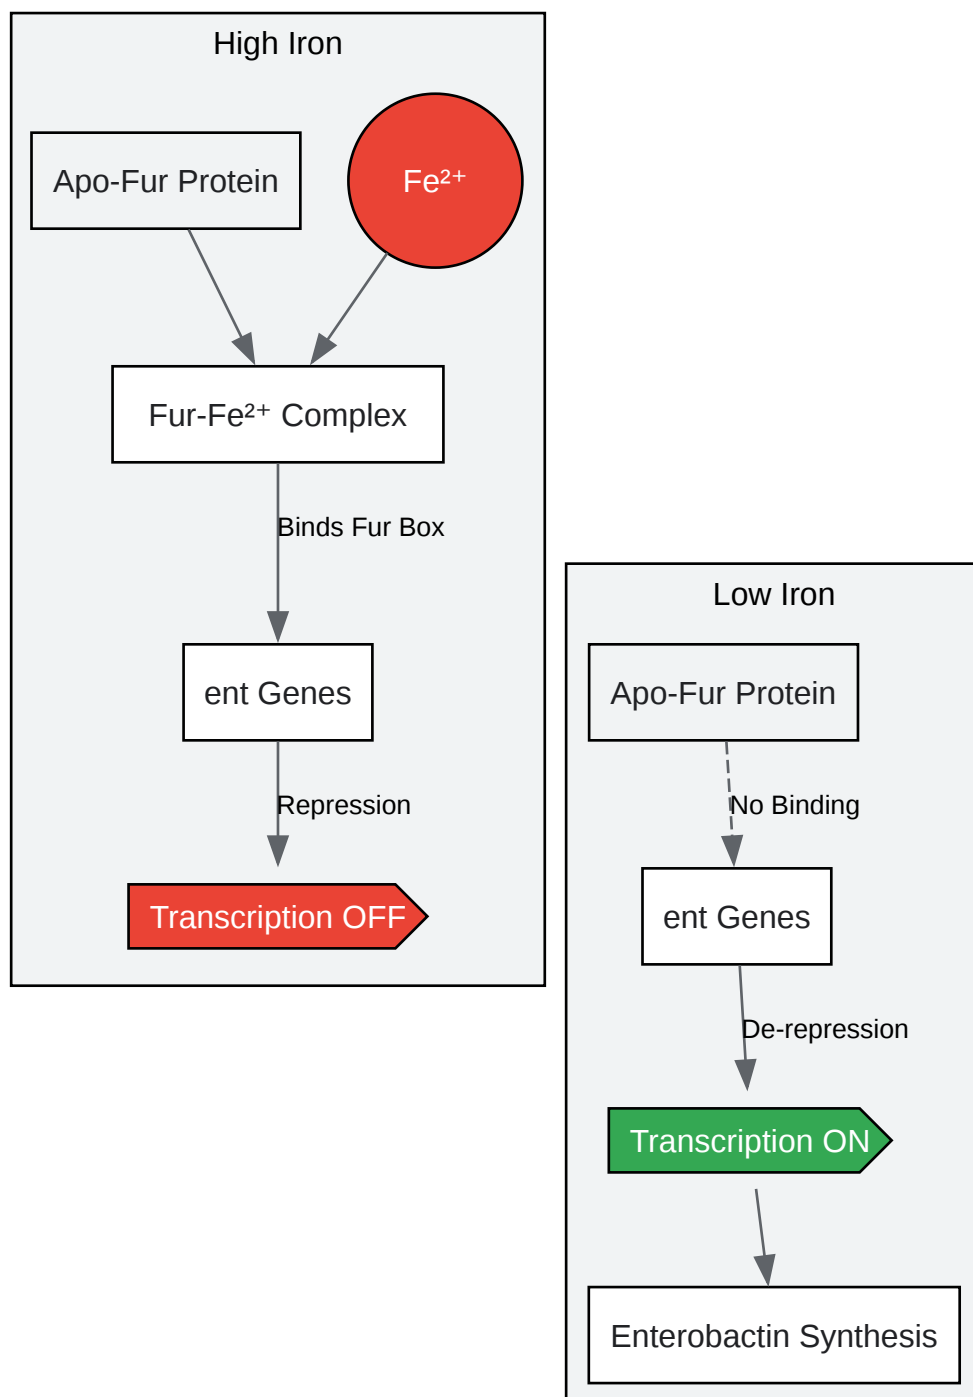 High Iron
Apo-Fur Protein
Fe²⁺
Fur-Fe²⁺ Complex
Binds Fur Box
ent Genes
Repression
Transcription OFF
Low Iron
Apo-Fur Protein
No Binding
ent Genes
De-repression
Transcription ON
Enterobactin Synthesis